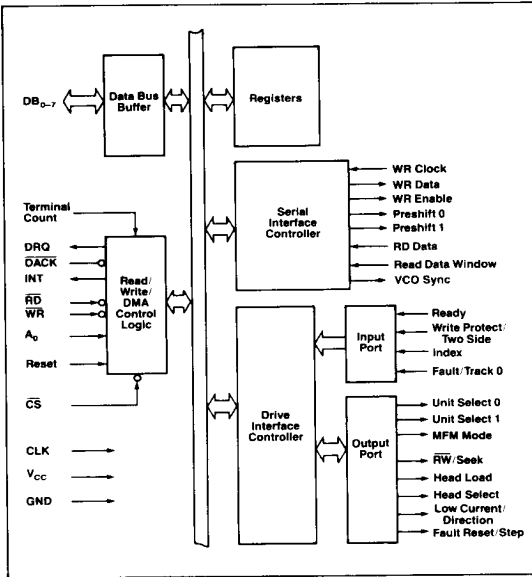 DB0–7
Data Bus
Buffer
Registers
Terminal
Count
DRQ
DACK
INT
RD
WR
A0
Reset
CS
CLK
VCC
GND
Read/
Write/
DMA
Control
Logic
Serial
Interface
Controller
WR Clock
WR Data
WR Enable
Preshift 0
Preshift 1
RD Data
Read Data Window
VCO Sync
Drive
Interface
Controller
Input
Port
Ready
Write Protect/
Two Side
Index
Fault/Track 0
Output
Port
Unit Select 0
Unit Select 1
MFM Mode
RW/Seek
Head Load
Head Select
Low Current/
Direction
Fault Reset/Step